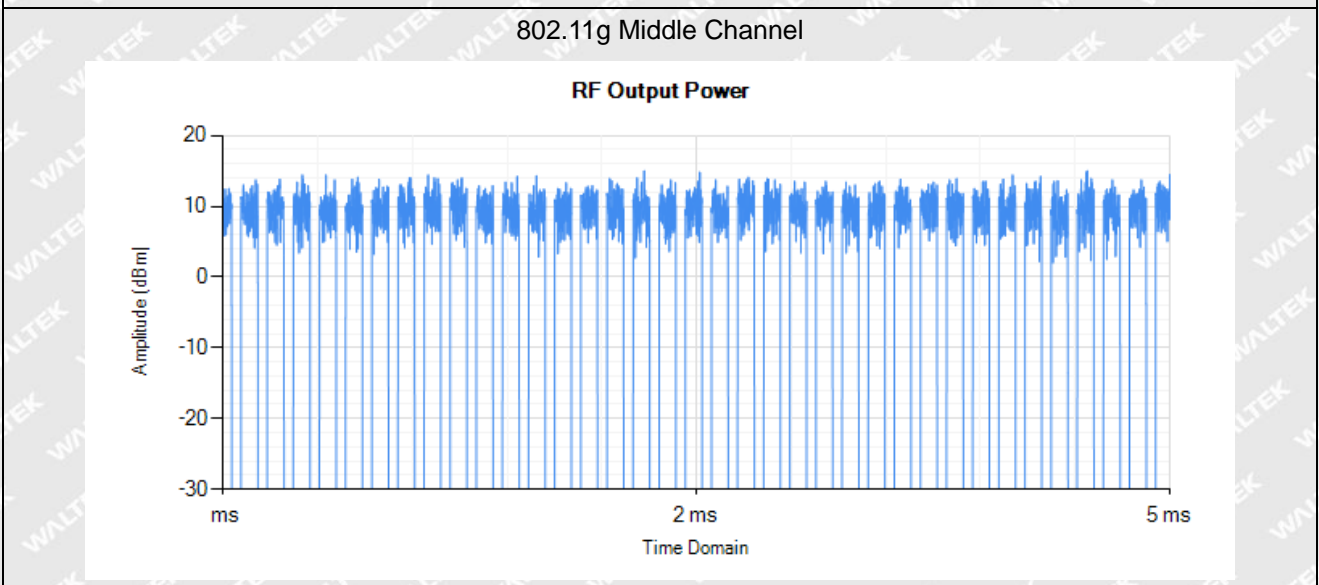 802.11g Middle Channel
RF Output Power
20
10
0
-10
-20
-30
Amplitude [dBm]
ms
2 ms
5 ms
Time Domain
WALTEK